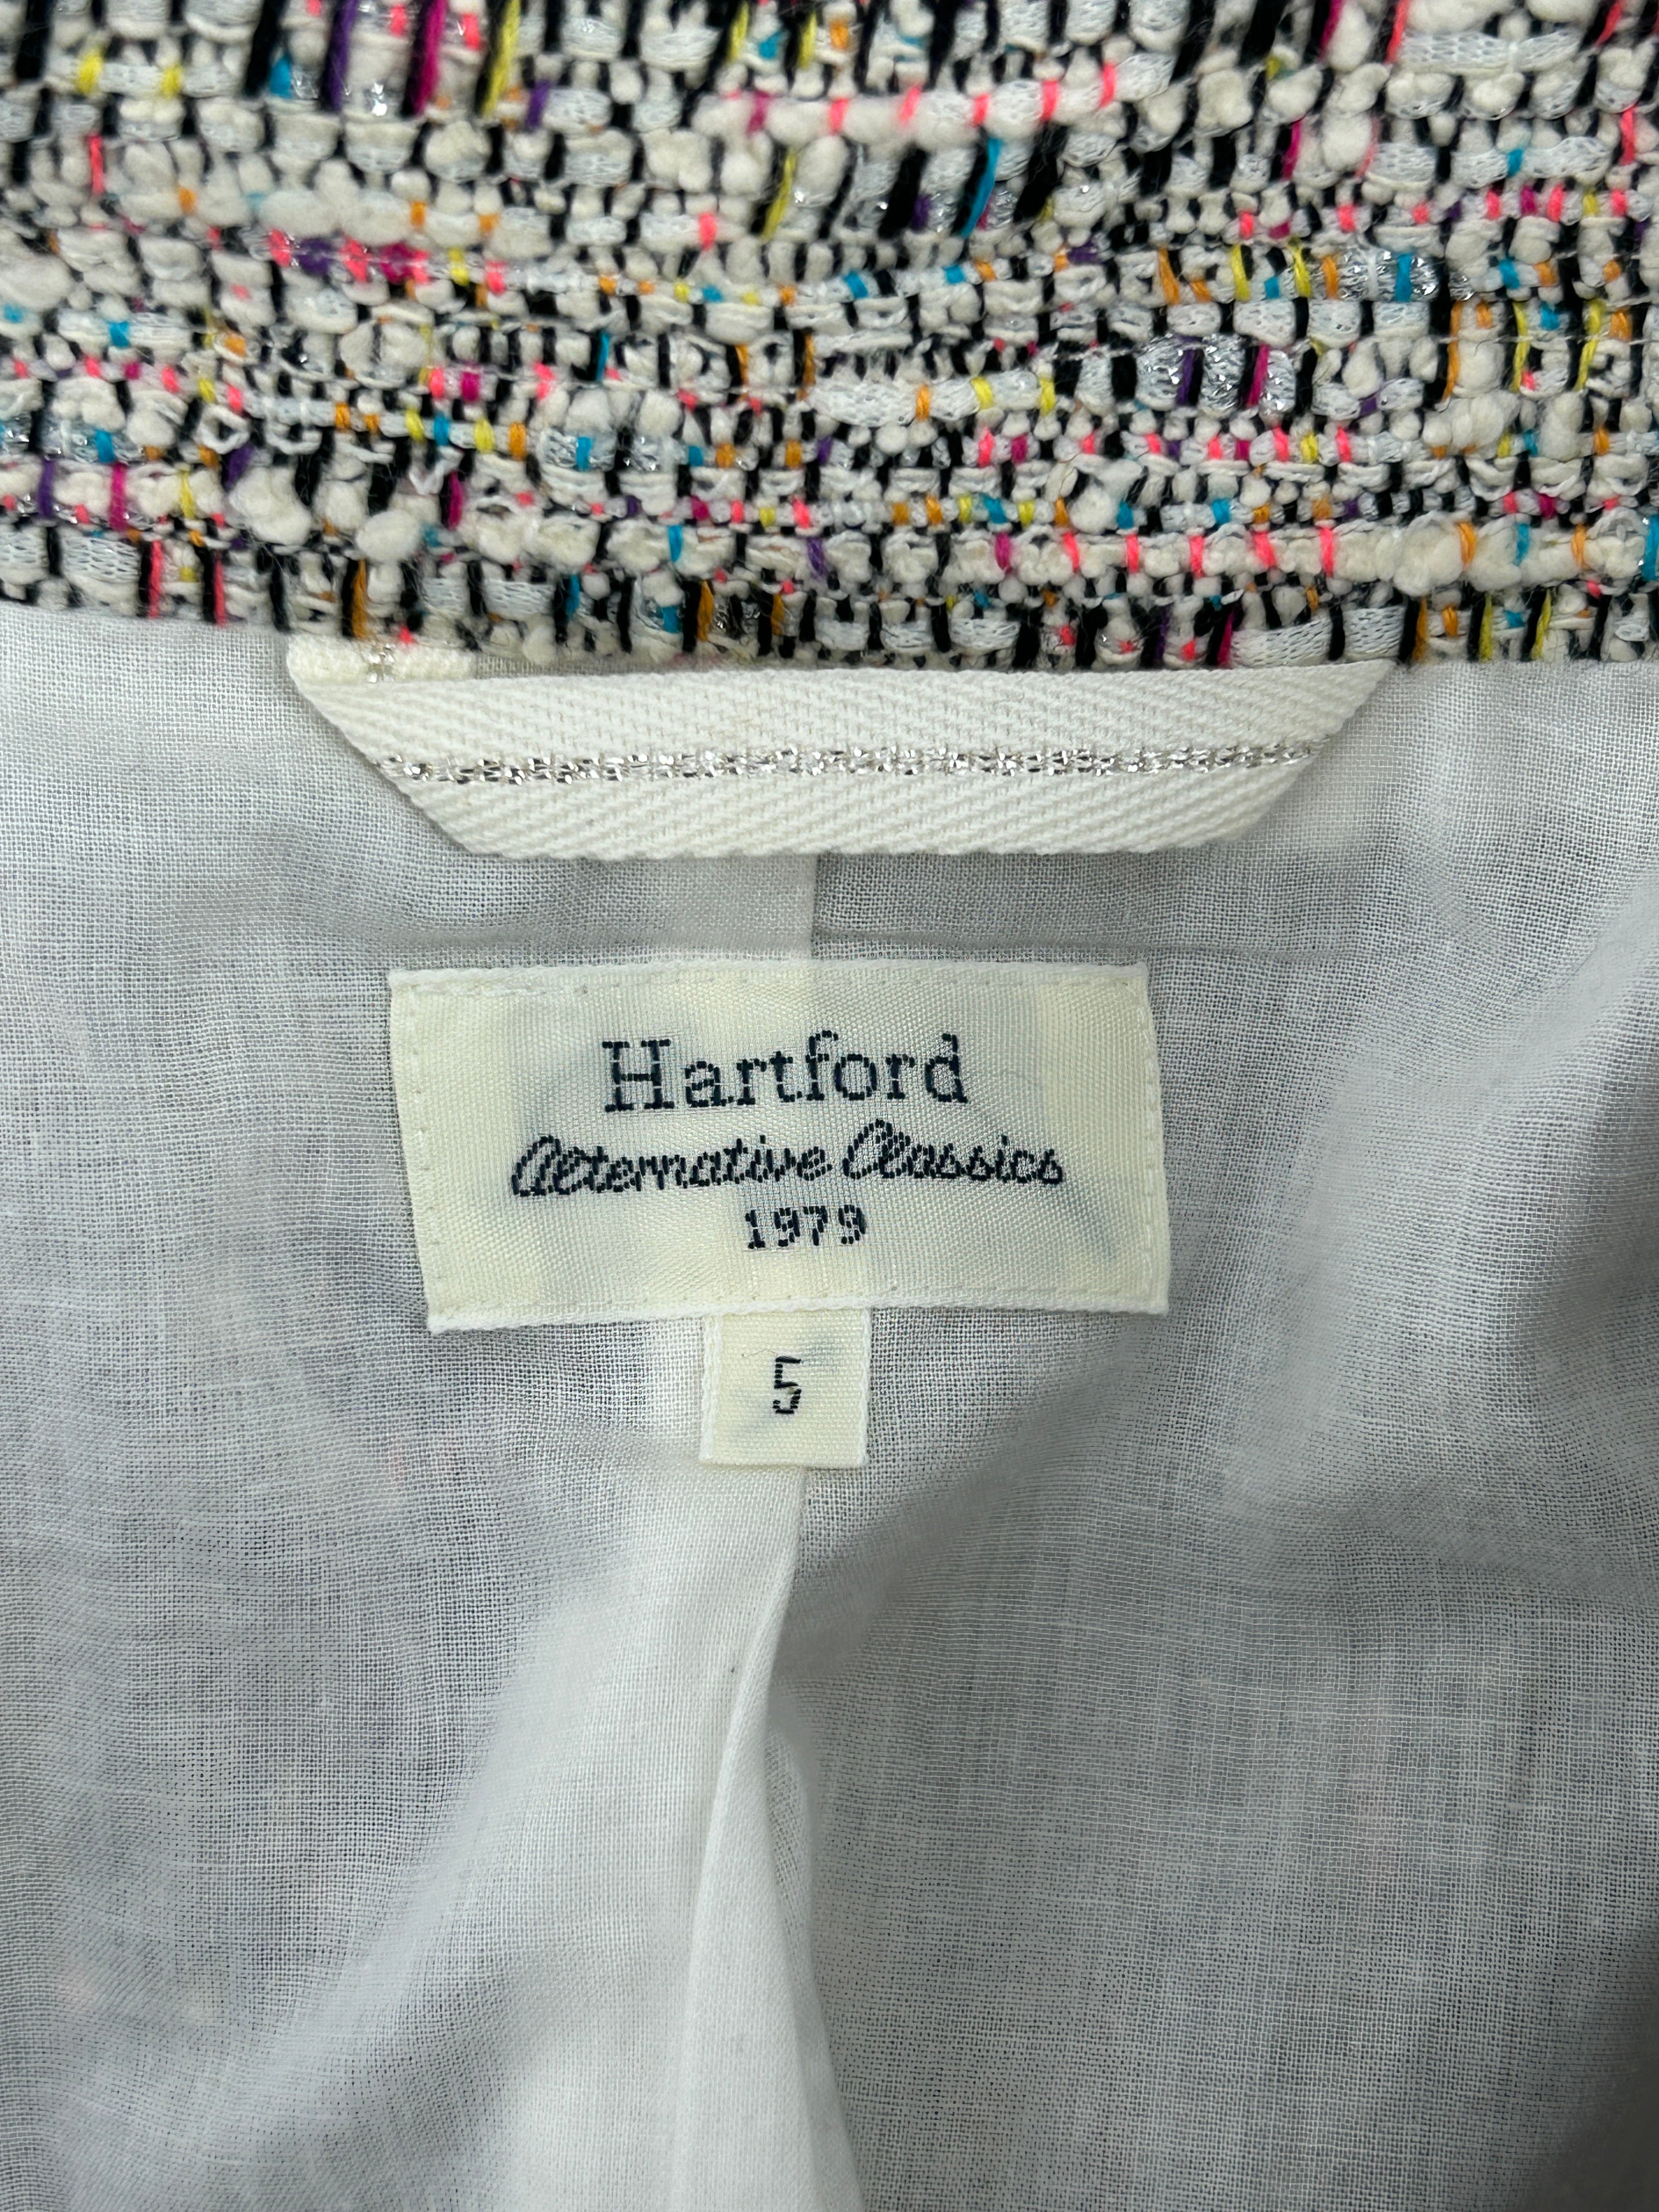 Hartford
Alternative Classics
1979
5